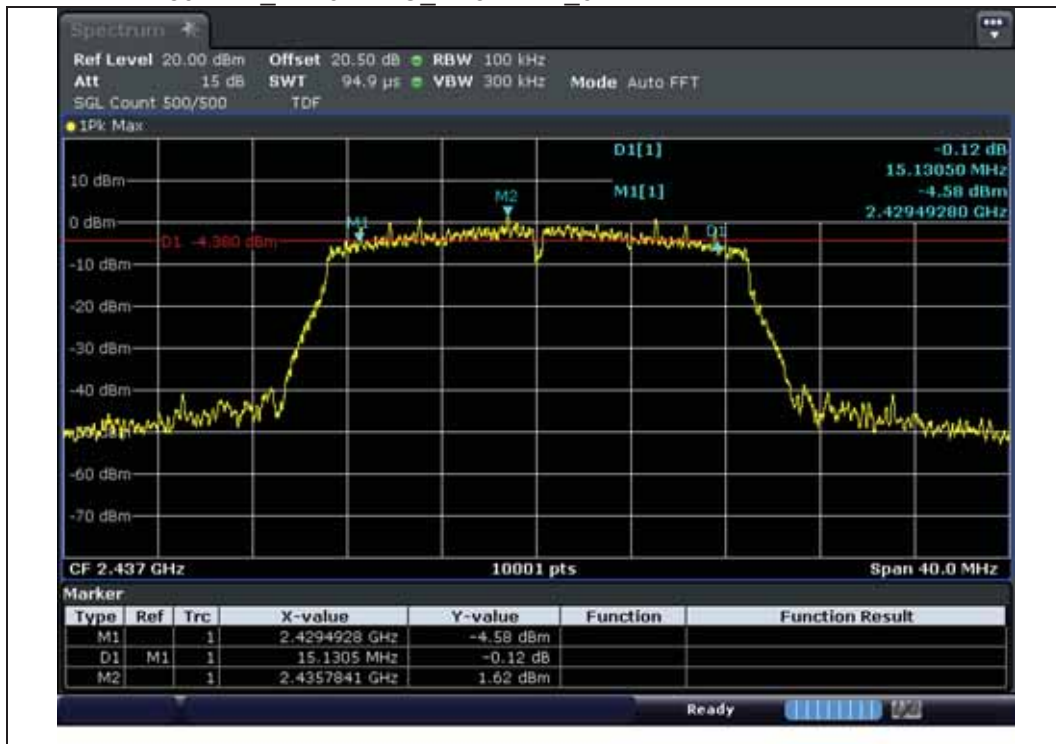 Spectrum
Ref Level 20.00 dBm Offset 20.50 dB RBW 100 kHz
Att 15 dB SWT 94.9 µs VBW 300 kHz Mode Auto FFT
SGL Count 500/500 TDF
1Pk Max
D1[1] -0.12 dB
15.13050 MHz
M1[1] -4.58 dBm
2.42949280 GHz
10 dBm
M2
0 dBm
M1
D1
D1 -4.380 dBm
-10 dBm
-20 dBm
-30 dBm
-40 dBm
-60 dBm
-70 dBm
CF 2.437 GHz 10001 pts Span 40.0 MHz
Marker
Type Ref Trc X-value Y-value Function Function Result
M1 1 2.4294928 GHz -4.58 dBm
D1 M1 1 15.1305 MHz -0.12 dB
M2 1 2.4357841 GHz 1.62 dBm
Ready